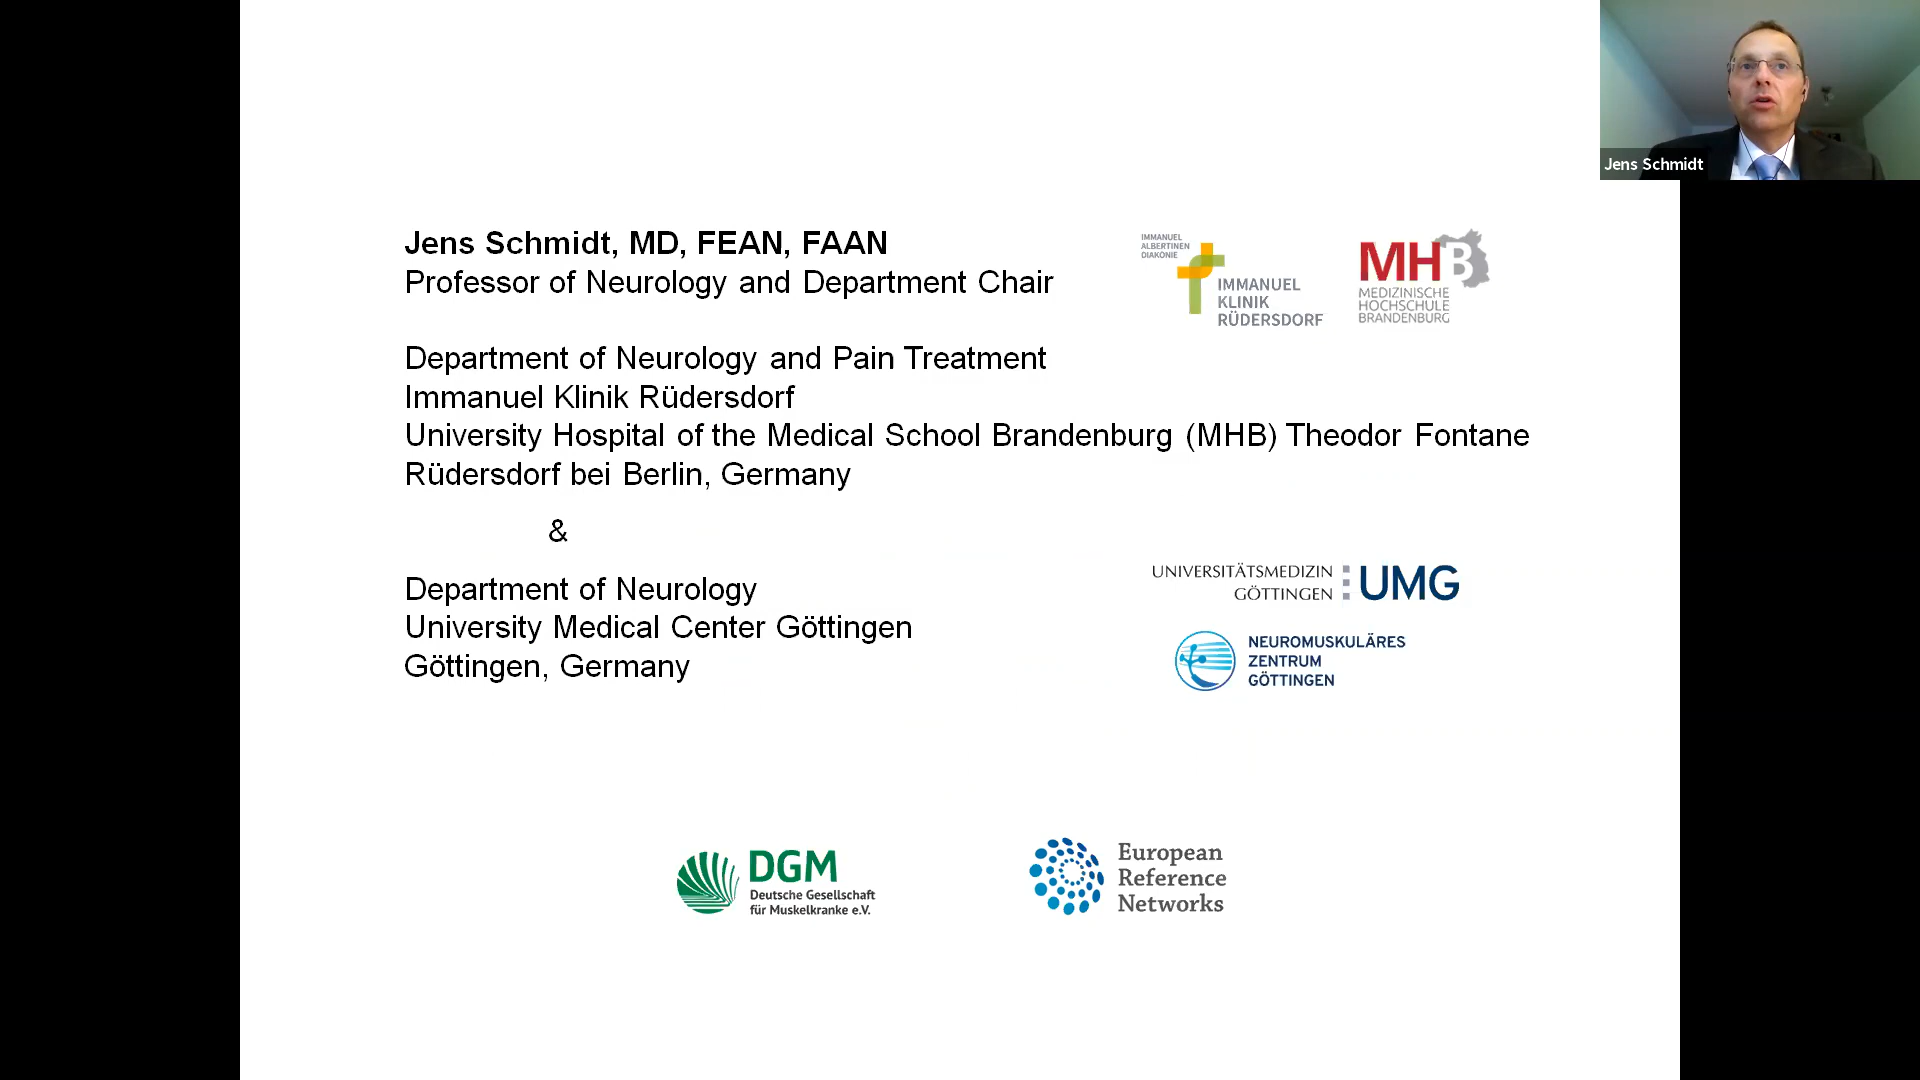 Jens Schmidt
Jens Schmidt, MD, FEAN, FAAN
Professor of Neurology and Department Chair
IMMANUEL
ALBERTINEN
DIAKONIE
IMMANUEL
KLINIK
RÜDERSDORF
MHB
MEDIZINISCHE
HOCHSCHULE
BRANDENBURG
Department of Neurology and Pain Treatment
Immanuel Klinik Rüdersdorf
University Hospital of the Medical School Brandenburg (MHB) Theodor Fontane
Rüdersdorf bei Berlin, Germany
&
Department of Neurology
University Medical Center Göttingen
Göttingen, Germany
UNIVERSITÄTSMEDIZIN
GÖTTINGEN
UMG
NEUROMUSKULÄRES
ZENTRUM
GÖTTINGEN
DGM
Deutsche Gesellschaft
für Muskelkranke e.V.
European
Reference
Networks